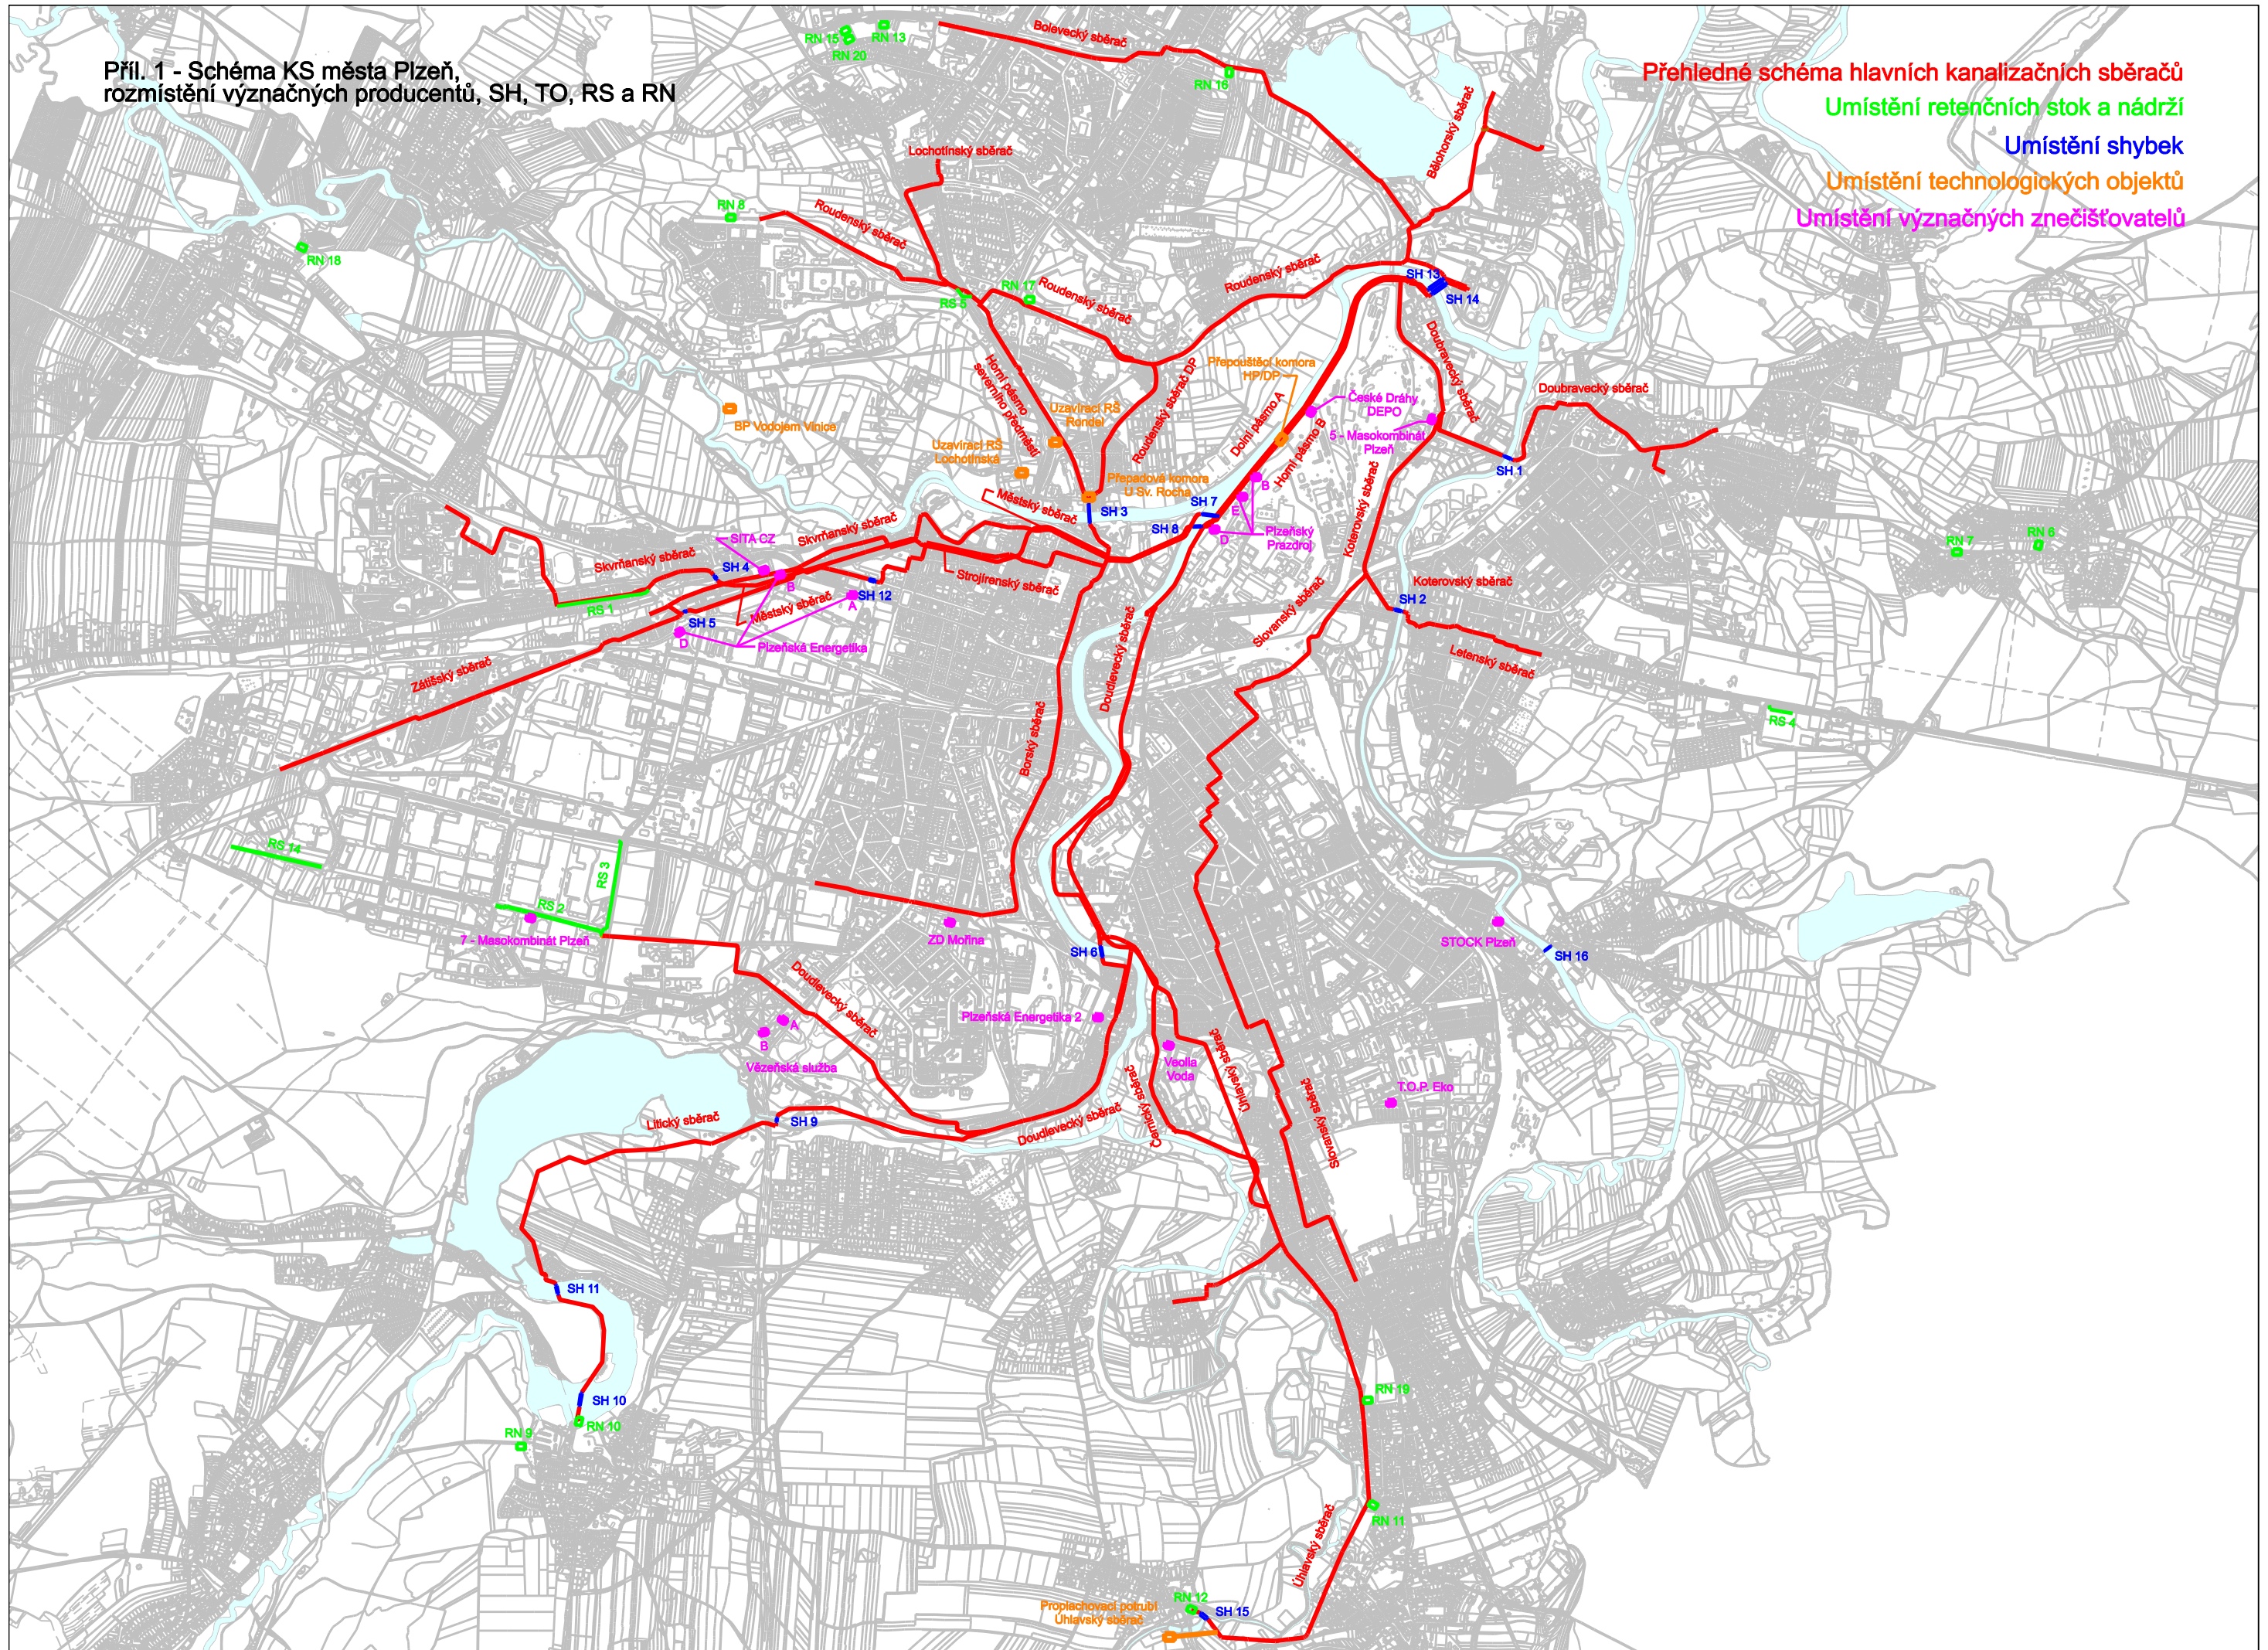 Příl. 1 - Schéma KS města Plzeň,
rozmístění význačných producentů, SH, TO, RS a RN
Přehledné schéma hlavních kanalizačních sběračů
Umístění retenčních stok a nádrží
Umístění shybek
Umístění technologických objektů
Umístění význačných znečišťovatelů
RN 15
RN 20
RN 13
Bolevecký sběrač
RN 16
Bělohorský sběrač
Lochotínský sběrač
RN 8
Roudenský sběrač
RN 18
RS 5
RN 17
Roudenský sběrač
Roudenský sběrač
SH 13
SH 14
Horní pásmo
severního předměstí
Roudenský sběrač DP
Přepouštěcí komora
HP/DP
Doubravecký sběrač
Doubravecký sběrač
České Dráhy
DEPO
5 - Masokombinát
Plzeň
BP Vodojem Vinice
Uzavírací RŠ
Rondel
Uzavírací RŠ
Lochotínská
Dolní pásmo A
Horní pásmo B
Přepadová komora
U Sv. Rocha
SH 1
Městský sběrač
SH 3
SH 7
SH 8
B
E
D
Plzeňský
Prazdroj
Koterovský sběrač
RN 7
RN 6
SITA CZ
Skvrňanský sběrač
Skvrňanský sběrač
SH 4
B
Strojírenský sběrač
Koterovský sběrač
SH 2
RS 1
SH 12
A
Městský sběrač
SH 5
D
Plzeňská Energetika
Slovanský sběrač
Letenský sběrač
Zátišský sběrač
Doudlevecký sběrač
RS 4
Borský sběrač
RS 14
RS 3
RS 2
7 - Masokombinát Plzeň
ZD Mořina
SH 6
STOCK Plzeň
SH 16
Doudlevecký sběrač
A
B
Vězeňská služba
Plzeňská Energetika 2
Veolia
Voda
Úhlavský sběrač
Černický sběrač
Slovanský sběrač
T.O.P. Eko
Litický sběrač
SH 9
Doudlevecký sběrač
SH 11
SH 10
RN 10
RN 9
RN 19
RN 11
Úhlavský sběrač
RN 12
SH 15
Proplachovací potrubí
Úhlavský sběrač